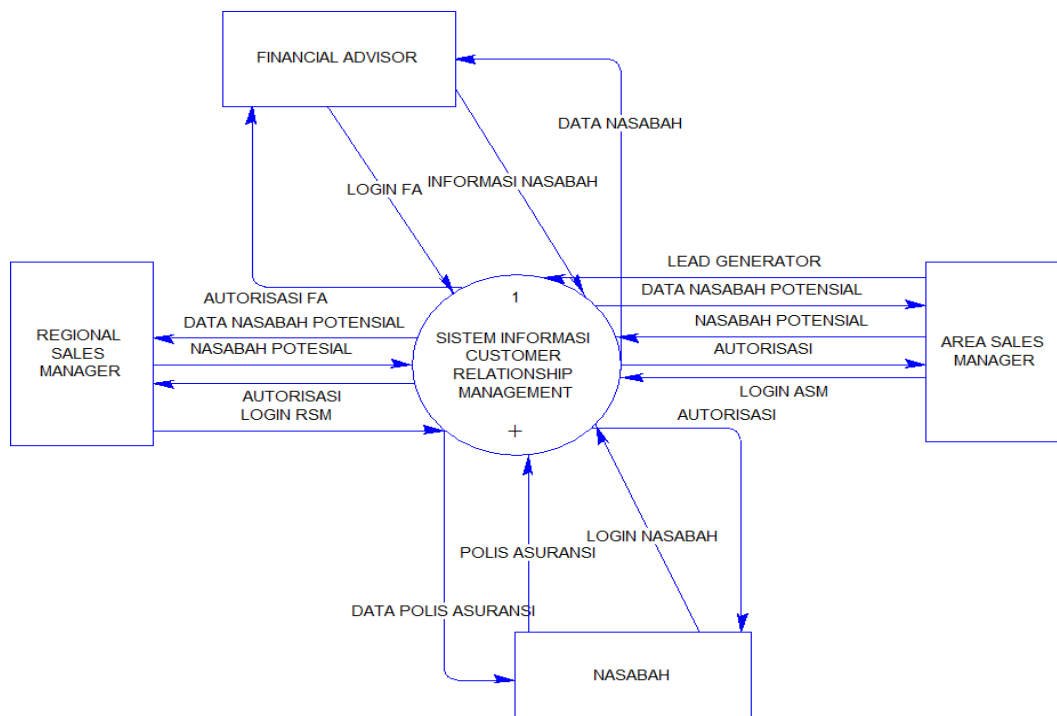 FINANCIAL ADVISOR
DATA NASABAH
LOGIN FA
INFORMASI NASABAH
LEAD GENERATOR
AUTORISASI FA
1
DATA NASABAH POTENSIAL
DATA NASABAH POTENSIAL
NASABAH POTENSIAL
REGIONAL
SALES
MANAGER
NASABAH POTESIAL
SISTEM INFORMASI
CUSTOMER
RELATIONSHIP
MANAGEMENT
AUTORISASI
AREA SALES
MANAGER
AUTORISASI
LOGIN RSM
LOGIN ASM
AUTORISASI
+
LOGIN NASABAH
POLIS ASURANSI
DATA POLIS ASURANSI
NASABAH